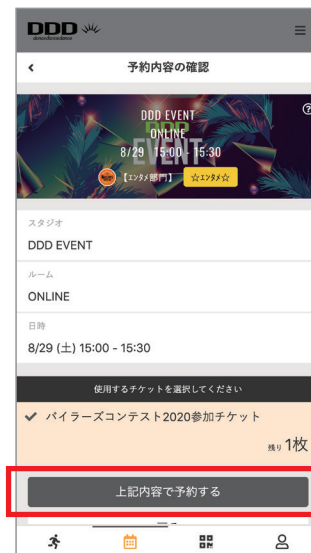 DDD
dance dance dance
予約内容の確認
DDD EVENT
ONLINE
8/29 15:00 - 15:30
【エンタメ部門】 ☆エンタメ☆
DDD
EVENT
スタジオ
DDD EVENT
ルーム
ONLINE
日時
8/29 (土) 15:00 - 15:30
使用するチケットを選択してください
バイラーズコンテスト2020参加チケット
残り 1枚
上記内容で予約する